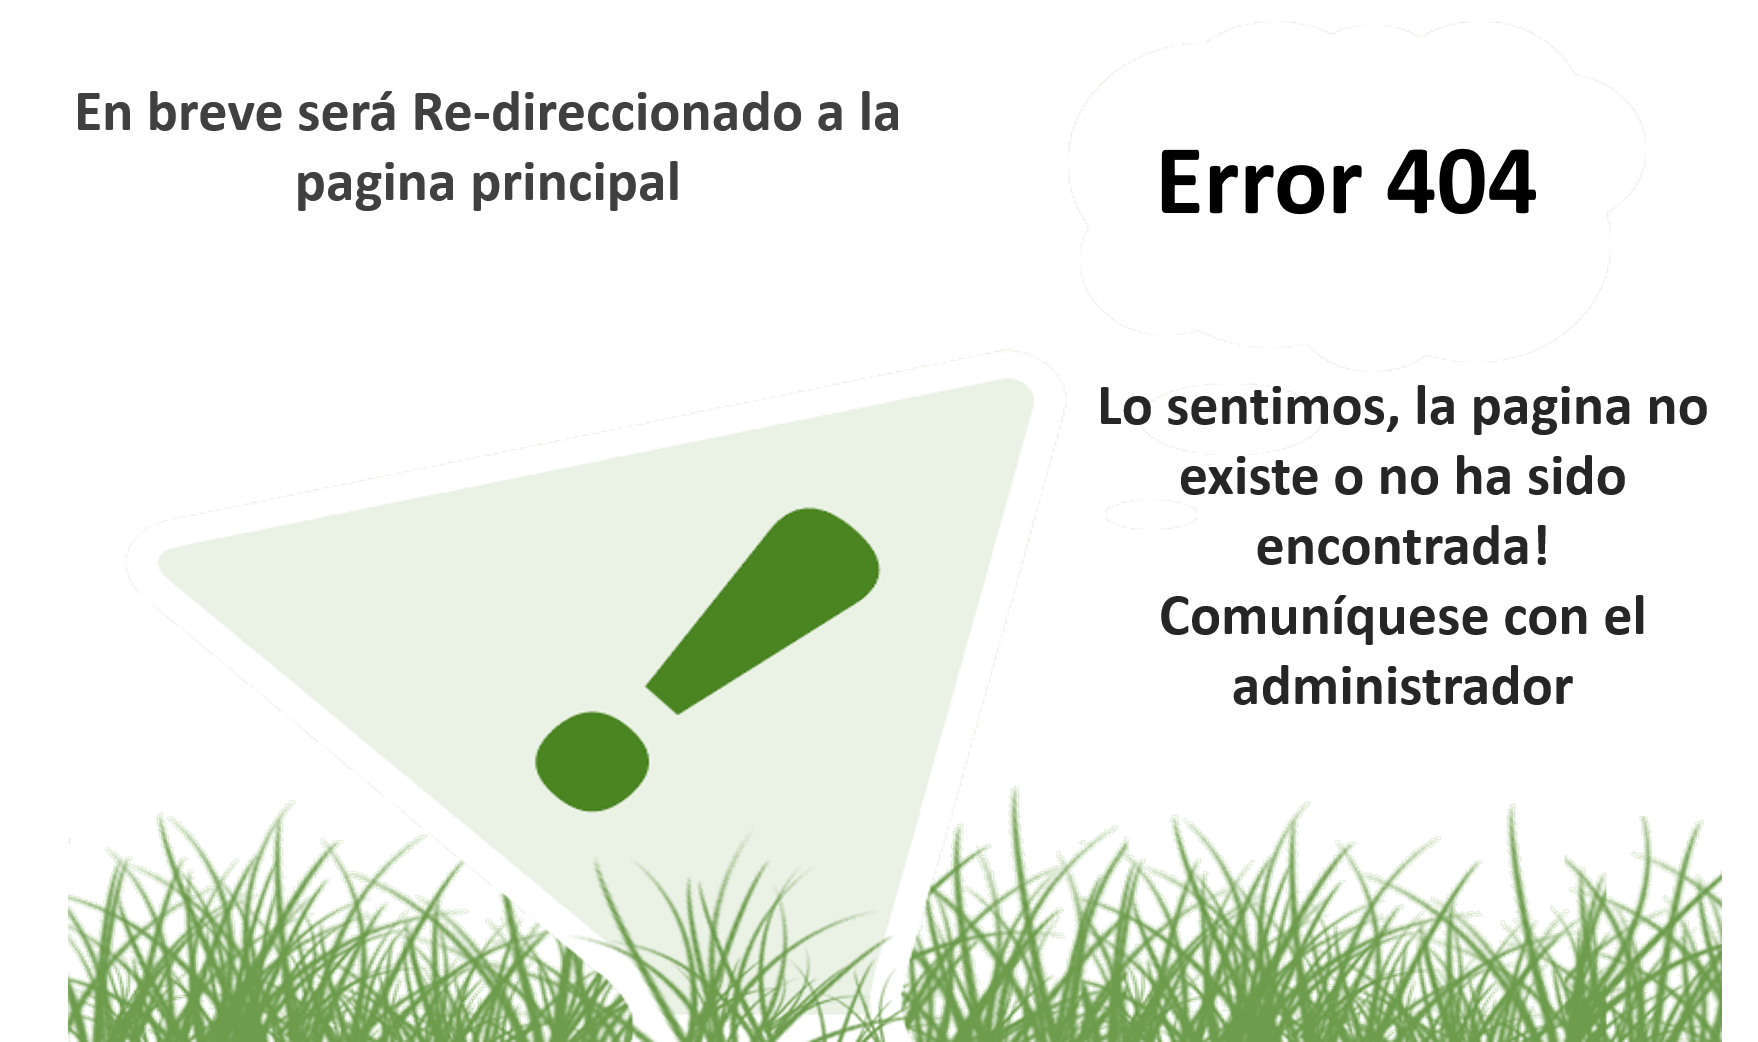 En breve será Re-direccionado a la
pagina principal
Error 404
Lo sentimos, la pagina no
existe o no ha sido
encontrada!
Comuníquese con el
administrador